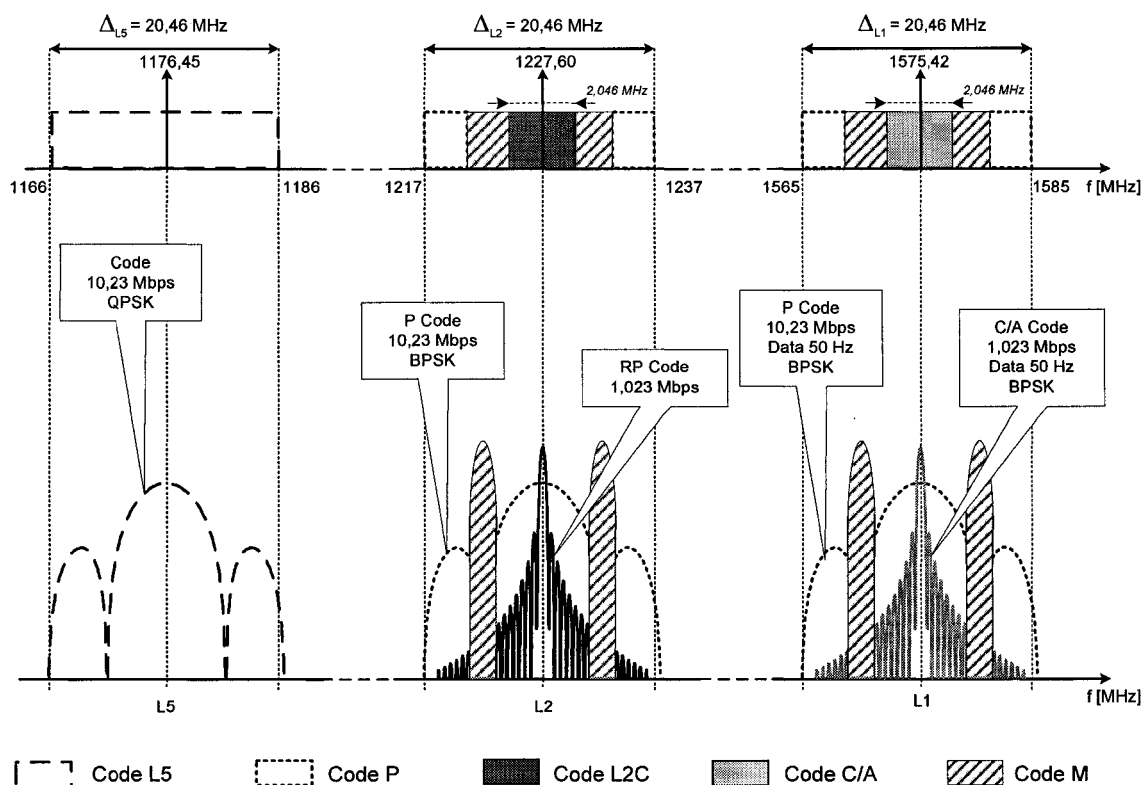 Δ L5 = 20,46 MHz
Δ L2 = 20,46 MHz
Δ L1 = 20,46 MHz
1176,45
1227,60
1575,42
2,046 MHz
2,046 MHz
1166
1186
1217
1237
1565
1585
f [MHz]
Code
10,23 Mbps
QPSK
P Code
10,23 Mbps
BPSK
RP Code
1,023 Mbps
P Code
10,23 Mbps
Data 50 Hz
BPSK
C/A Code
1,023 Mbps
Data 50 Hz
BPSK
L5
L2
L1
f [MHz]
Code L5
Code P
Code L2C
Code C/A
Code M